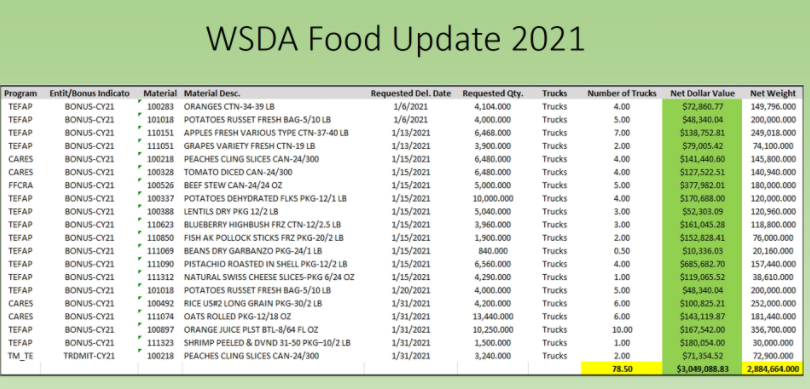 WSDA Food Update 2021
Program Entit/Bonus Indicato Material Material Desc. Requested Del. Date Requested Qty. Trucks Number of Trucks Net Dollar Value Net Weight
TEFAP BONUS-CY21 100283 ORANGES CTN-34-39 LB 1/6/2021 4,104.000 Trucks 4.00 $72,860.77 149,796.000
TEFAP BONUS-CY21 101018 POTATOES RUSSET FRESH BAG-5/10 LB 1/6/2021 4,000.000 Trucks 5.00 $48,340.04 200,000.000
TEFAP BONUS-CY21 110151 APPLES FRESH VARIOUS TYPE CTN-37-40 LB 1/13/2021 6,468.000 Trucks 7.00 $138,752.81 249,018.000
TEFAP BONUS-CY21 111051 GRAPES VARIETY FRESH CTN-19 LB 1/13/2021 3,900.000 Trucks 2.00 $79,005.42 74,100.000
CARES BONUS-CY21 100218 PEACHES CLING SLICES CAN-24/300 1/15/2021 6,480.000 Trucks 4.00 $141,440.60 145,800.000
CARES BONUS-CY21 100328 TOMATO DICED CAN-24/300 1/15/2021 6,480.000 Trucks 4.00 $127,522.51 140,940.000
FFCRA BONUS-CY21 100526 BEEF STEW CAN-24/24 OZ 1/15/2021 5,000.000 Trucks 5.00 $377,982.01 180,000.000
TEFAP BONUS-CY21 100337 POTATOES DEHYDRATED FLKS PKG-12/1 LB 1/15/2021 10,000.000 Trucks 4.00 $170,688.00 120,000.000
TEFAP BONUS-CY21 100388 LENTILS DRY PKG 12/2 LB 1/15/2021 5,040.000 Trucks 3.00 $52,303.09 120,960.000
TEFAP BONUS-CY21 110623 BLUEBERRY HIGHBUSH FRZ CTN-12/2.5 LB 1/15/2021 3,960.000 Trucks 3.00 $161,045.28 118,800.000
TEFAP BONUS-CY21 110850 FISH AK POLLOCK STICKS FRZ PKG-20/2 LB 1/15/2021 1,900.000 Trucks 2.00 $152,828.41 76,000.000
TEFAP BONUS-CY21 111069 BEANS DRY GARBANZO PKG-24/1 LB 1/15/2021 840.000 Trucks 0.50 $10,336.03 20,160.000
TEFAP BONUS-CY21 111090 PISTACHIO ROASTED IN SHELL PKG-12/2 LB 1/15/2021 6,560.000 Trucks 4.00 $685,682.70 157,440.000
TEFAP BONUS-CY21 111312 NATURAL SWISS CHEESE SLICES-PKG 6/24 OZ 1/15/2021 4,290.000 Trucks 1.00 $119,065.52 38,610.000
TEFAP BONUS-CY21 101018 POTATOES RUSSET FRESH BAG-5/10 LB 1/20/2021 4,000.000 Trucks 5.00 $48,340.04 200,000.000
CARES BONUS-CY21 100492 RICE US#2 LONG GRAIN PKG-30/2 LB 1/31/2021 4,200.000 Trucks 6.00 $100,825.21 252,000.000
CARES BONUS-CY21 111074 OATS ROLLED PKG-12/18 OZ 1/31/2021 13,440.000 Trucks 6.00 $143,119.87 181,440.000
TEFAP BONUS-CY21 100897 ORANGE JUICE PLST BTL-8/64 FL OZ 1/31/2021 10,250.000 Trucks 10.00 $167,542.00 356,700.000
TEFAP BONUS-CY21 111323 SHRIMP PEELED & DVND 31-50 PKG–10/2 LB 1/31/2021 1,500.000 Trucks 1.00 $180,054.00 30,000.000
TM_TE TRDMIT-CY21 100218 PEACHES CLING SLICES CAN-24/300 1/31/2021 3,240.000 Trucks 2.00 $71,354.52 72,900.000
78.50 $3,049,088.83 2,884,664.000